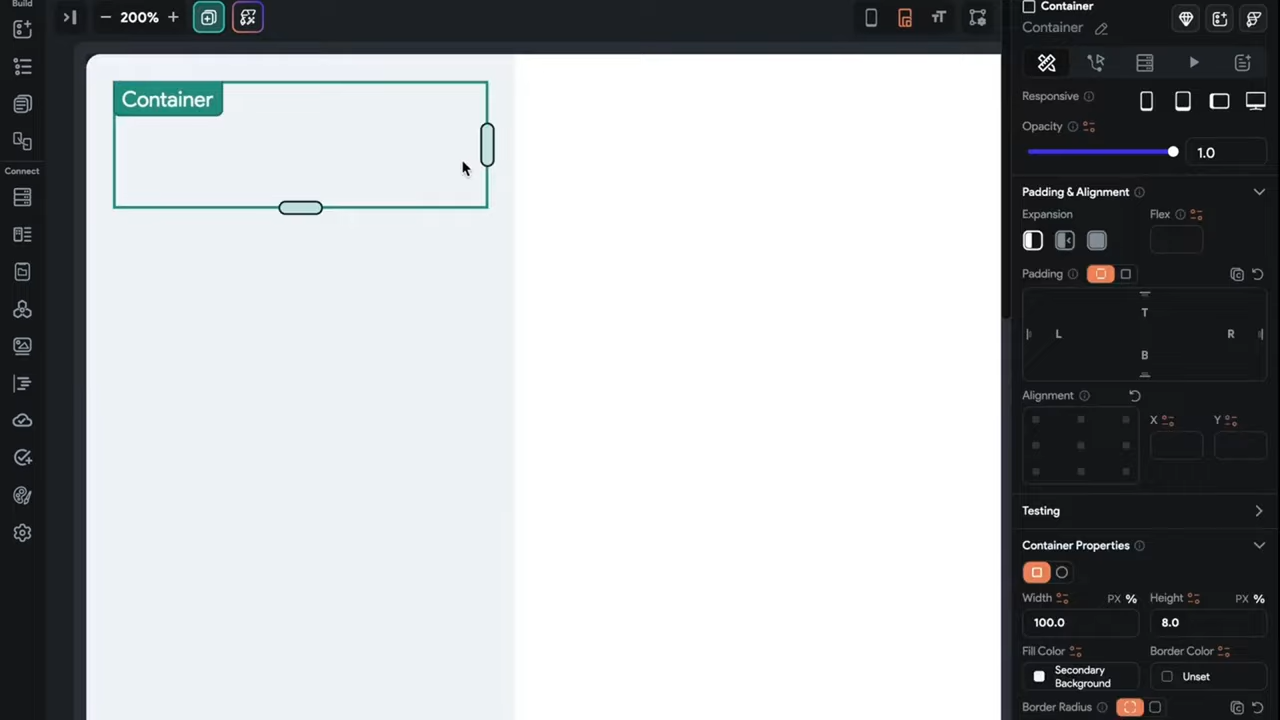 Build
200%
tT
Container
Container
Container
Responsive
Opacity
1.0
Padding & Alignment
Expansion
Flex
Padding
T
L
R
B
Alignment
X
Y
Connect
Testing
Container Properties
Width
PX %
Height
PX %
100.0
8.0
Fill Color
Border Color
Secondary
Background
Unset
Border Radius